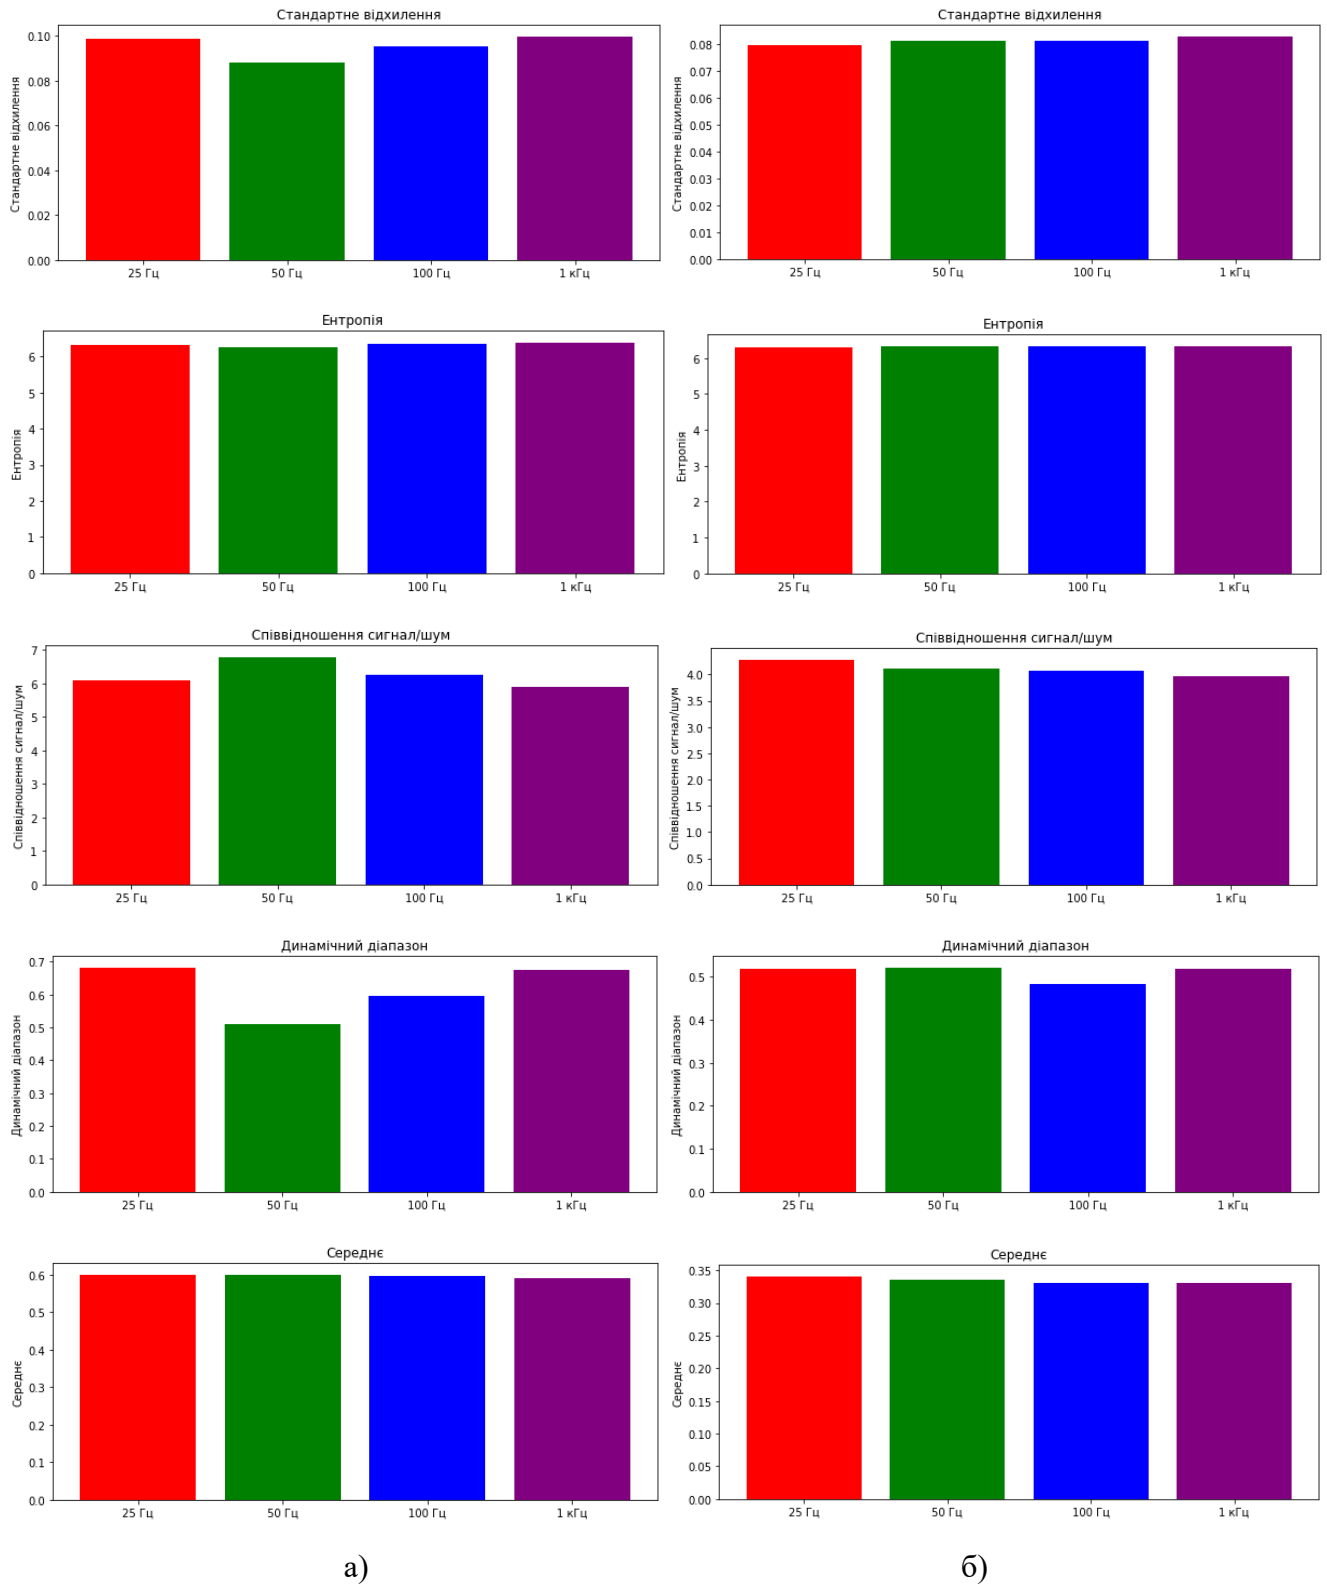 Стандартне відхилення
Стандартне відхилення
0.10
0.08
0.06
0.04
0.02
0.00
25 Гц 50 Гц 100 Гц 1 кГц
Стандартне відхилення
Стандартне відхилення
0.08
0.07
0.06
0.05
0.04
0.03
0.02
0.01
0.00
25 Гц 50 Гц 100 Гц 1 кГц
Ентропія
Ентропія
6
5
4
3
2
1
0
25 Гц 50 Гц 100 Гц 1 кГц
Ентропія
Ентропія
6
5
4
3
2
1
0
25 Гц 50 Гц 100 Гц 1 кГц
Співвідношення сигнал/шум
Співвідношення сигнал/шум
7
6
5
4
3
2
1
0
25 Гц 50 Гц 100 Гц 1 кГц
Співвідношення сигнал/шум
Співвідношення сигнал/шум
4.0
3.5
3.0
2.5
2.0
1.5
1.0
0.5
0.0
25 Гц 50 Гц 100 Гц 1 кГц
Динамічний діапазон
Динамічний діапазон
0.7
0.6
0.5
0.4
0.3
0.2
0.1
0.0
25 Гц 50 Гц 100 Гц 1 кГц
Динамічний діапазон
Динамічний діапазон
0.5
0.4
0.3
0.2
0.1
0.0
25 Гц 50 Гц 100 Гц 1 кГц
Середнє
Середнє
0.6
0.5
0.4
0.3
0.2
0.1
0.0
25 Гц 50 Гц 100 Гц 1 кГц
Середнє
Середнє
0.35
0.30
0.25
0.20
0.15
0.10
0.05
0.00
25 Гц 50 Гц 100 Гц 1 кГц
а) б)